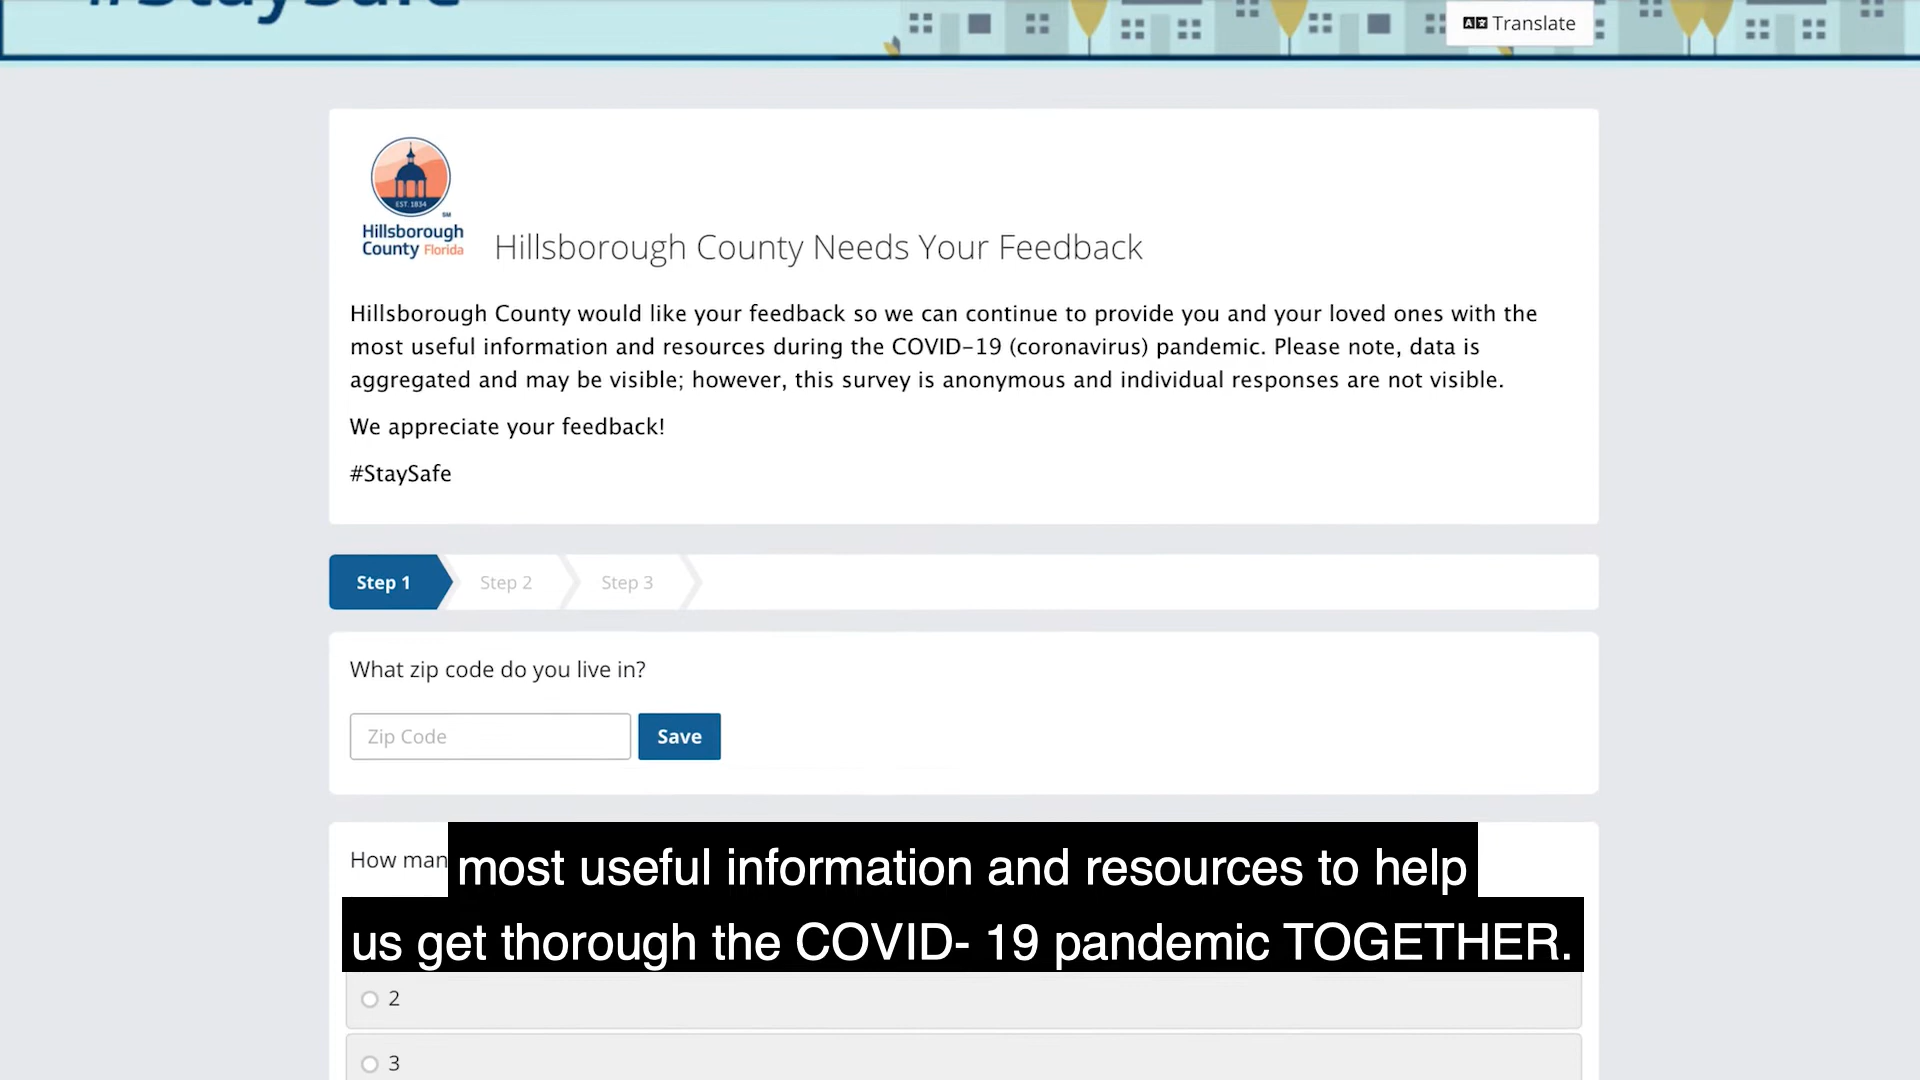 #StaySafe
Translate
EST. 1834
SM
Hillsborough
County Florida
Hillsborough County Needs Your Feedback
Hillsborough County would like your feedback so we can continue to provide you and your loved ones with the
most useful information and resources during the COVID-19 (coronavirus) pandemic. Please note, data is
aggregated and may be visible; however, this survey is anonymous and individual responses are not visible.
We appreciate your feedback!
#StaySafe
Step 1 Step 2 Step 3
What zip code do you live in?
Zip Code Save
How man
most useful information and resources to help
us get thorough the COVID- 19 pandemic TOGETHER.
2
3